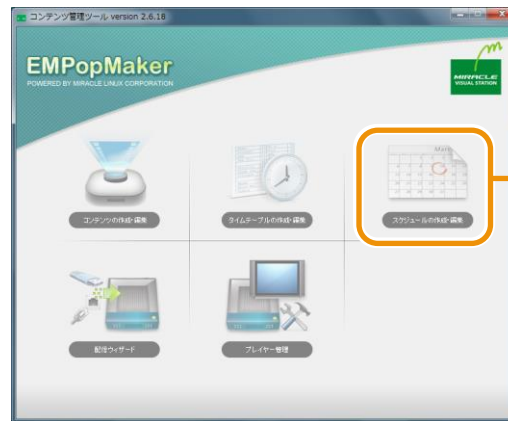 コンテンツ管理ツール version 2.6.18
EMPopMaker
POWERED BY MIRACLE LINUX CORPORATION
MIRACLE
VISUAL STATION
コンテンツの作成・編集
タイムテーブルの作成・編集
スケジュールの作成・編集
配信ウィザード
プレイヤー管理